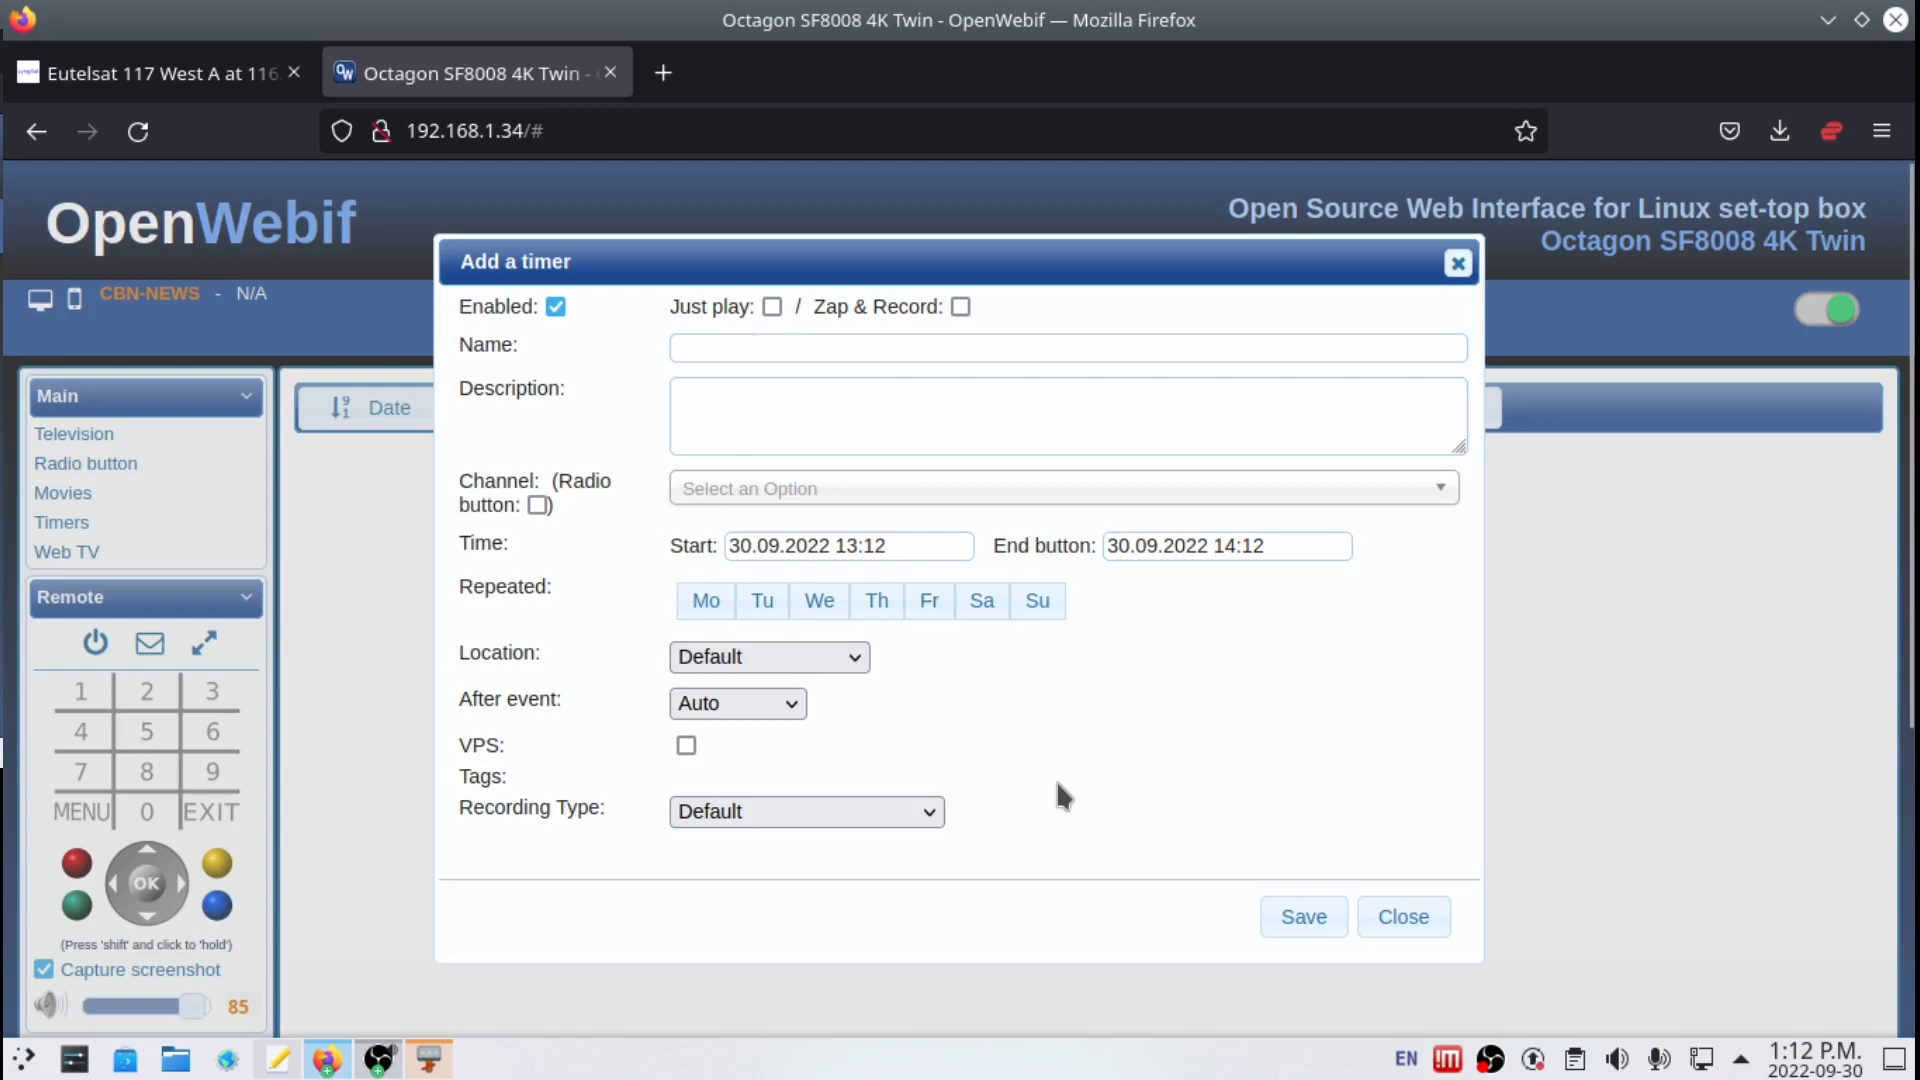 Octagon SF8008 4K Twin - OpenWebif — Mozilla Firefox
Eutelsat 117 West A at 116.
Octagon SF8008 4K Twin -
192.168.1.34/#
OpenWebif
Open Source Web Interface for Linux set-top box
Octagon SF8008 4K Twin
CBN-NEWS - N/A
Main
Television
Radio button
Movies
Timers
Web TV
Remote
1 2 3
4 5 6
7 8 9
MENU 0 EXIT
OK
(Press 'shift' and click to 'hold')
Capture screenshot
85
Date
Add a timer
Enabled: Just play: / Zap & Record:
Name:
Description:
Channel: (Radio
button: )
Select an Option
Time: Start: 30.09.2022 13:12 End button: 30.09.2022 14:12
Repeated: Mo Tu We Th Fr Sa Su
Location: Default
After event: Auto
VPS:
Tags:
Recording Type: Default
Save Close
EN
1:12 P.M.
2022-09-30